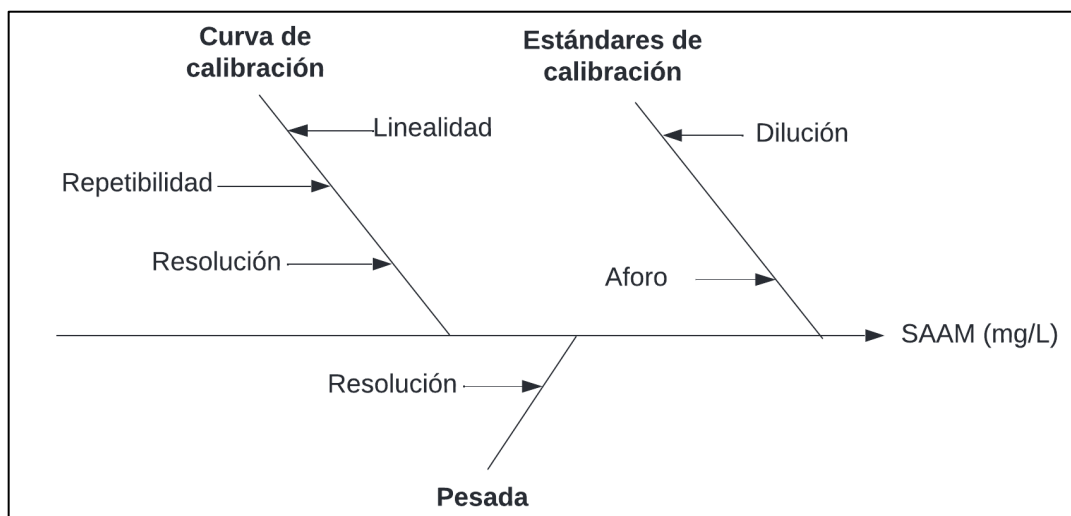 Curva de
calibración
Estándares de
calibración
Linealidad
Dilución
Repetibilidad
Resolución
Aforo
SAAM (mg/L)
Resolución
Pesada